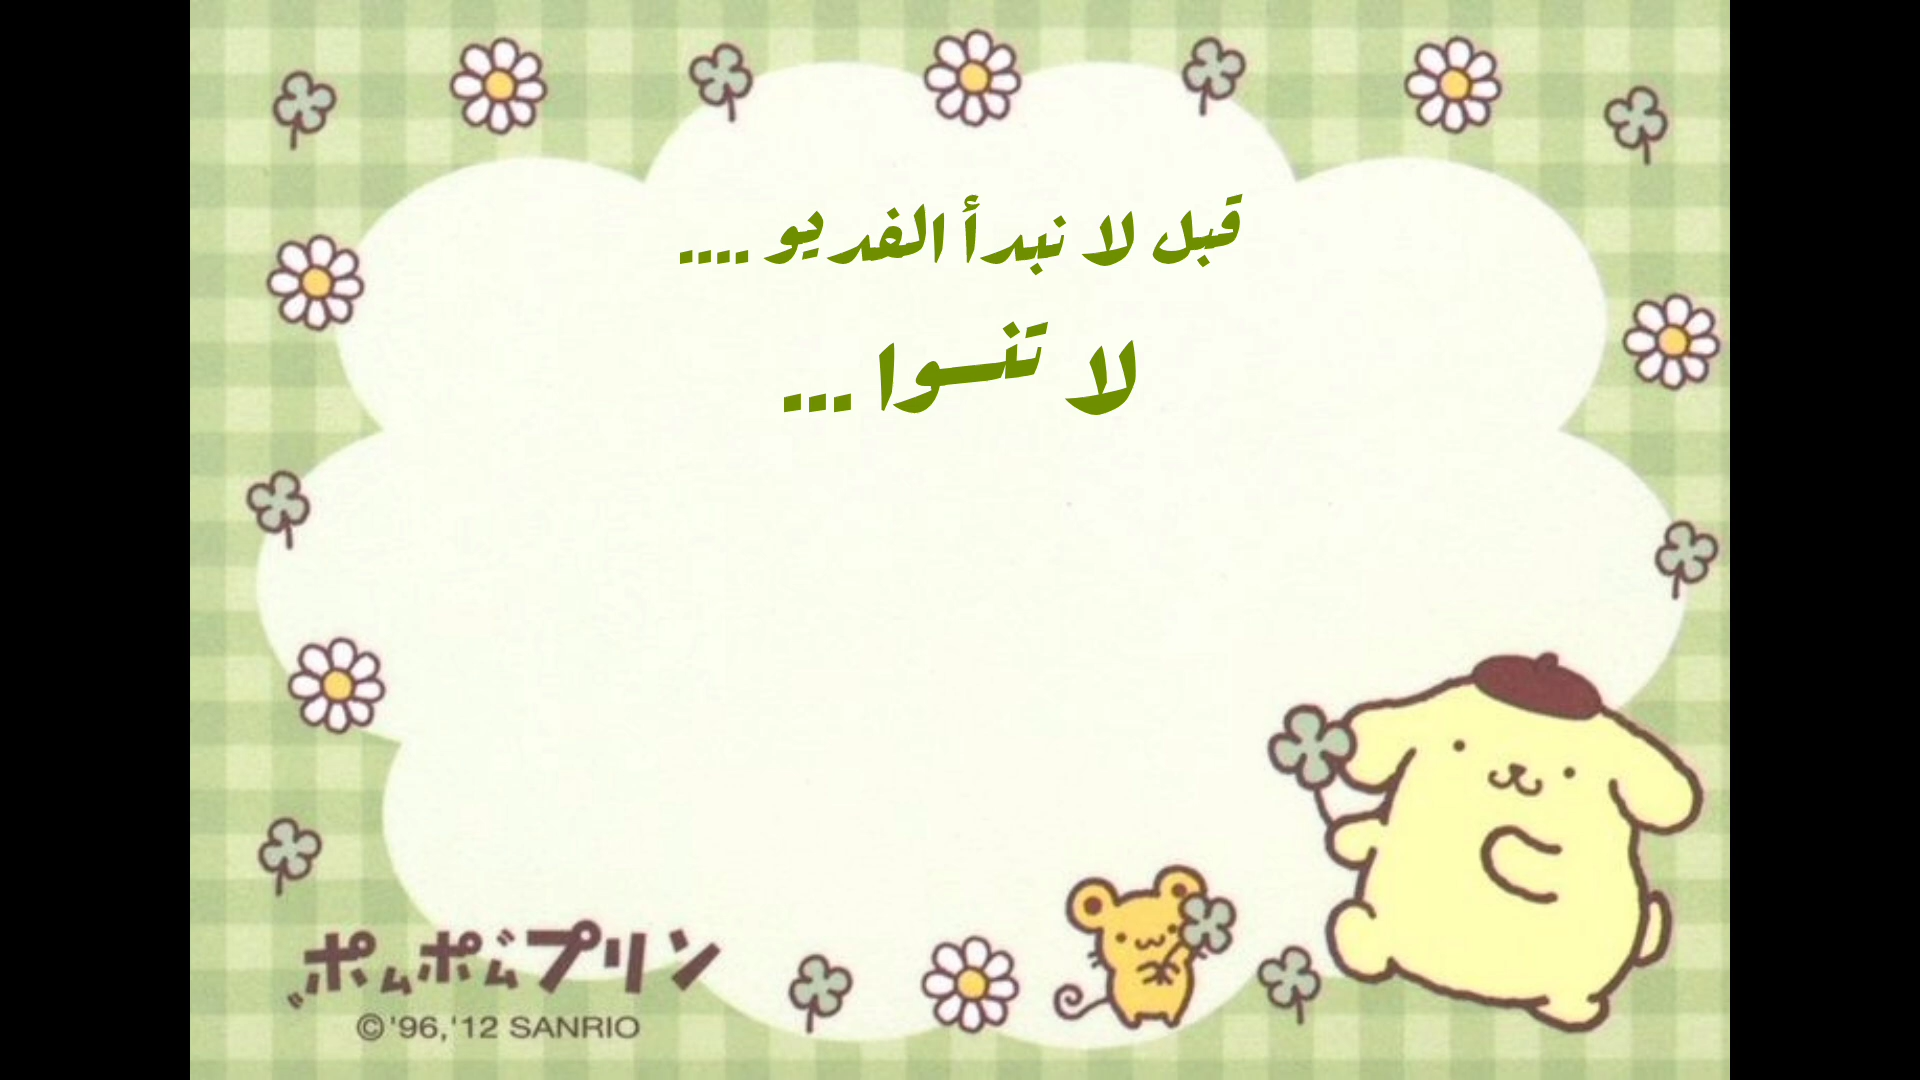 قبل لا نبدأ الفديو ....
لا تنسوا ...
ポムポムプリン
©'96,'12 SANRIO